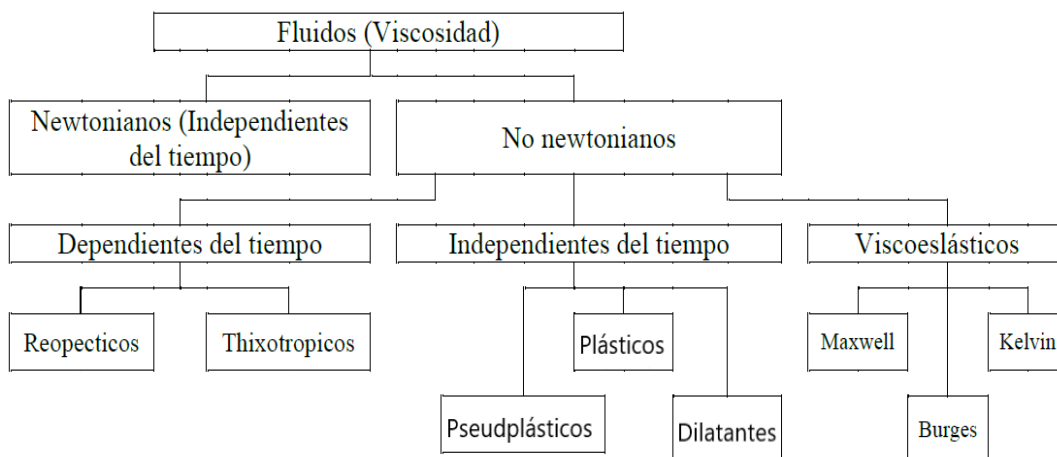 Fluidos (Viscosidad)
Newtonianos (Independientes
del tiempo)
No newtonianos
Dependientes del tiempo
Independientes del tiempo
Viscoeslásticos
Reopecticos
Thixotropicos
Plásticos
Maxwell
Kelvin
Pseudplásticos
Dilatantes
Burges